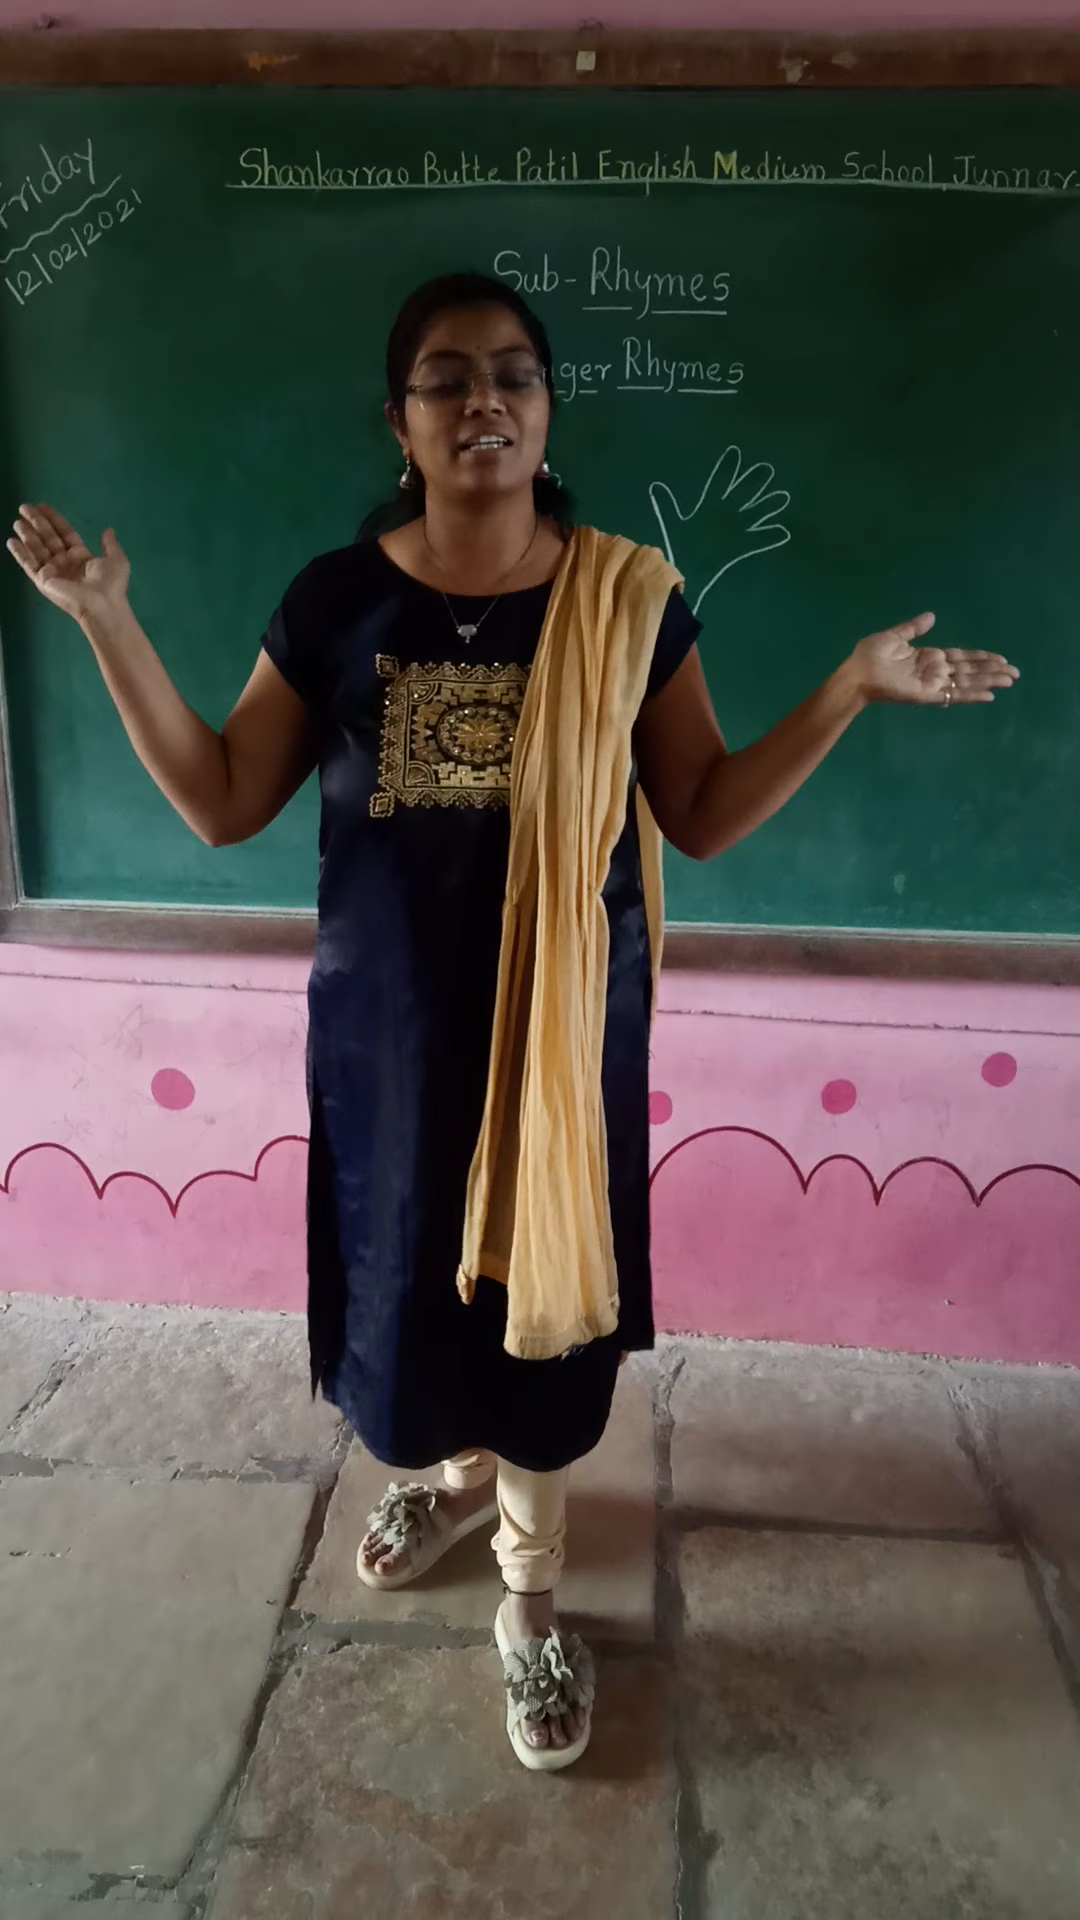 Friday
12/02/2021
Shankarrao Butte Patil English Medium School, Junnar.
Sub- Rhymes
Rhymes